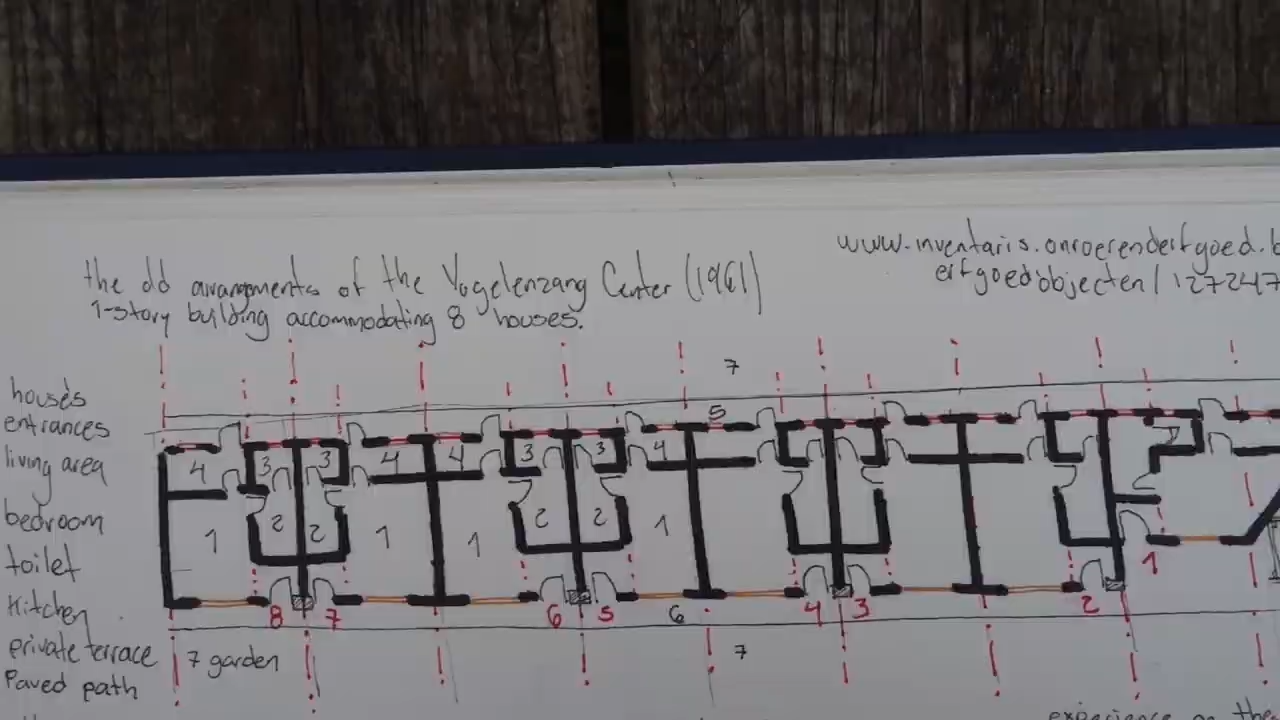 the old arrangments of the Vogelenzang Center (1961)
1-story building accommodating 8 houses.
www.inventaris.onroerenderfgoed.b
erfgoedobjecten/127247
houses
entrances
living area
bedroom
toilet
Kitchen
private terrace
Paved path
7
5
4 3 3 4 4 3 3 4
1 2 2 1 1 2 2 1
1
8 7 6 5 6 4 3 2
7 garden
7
experience on the